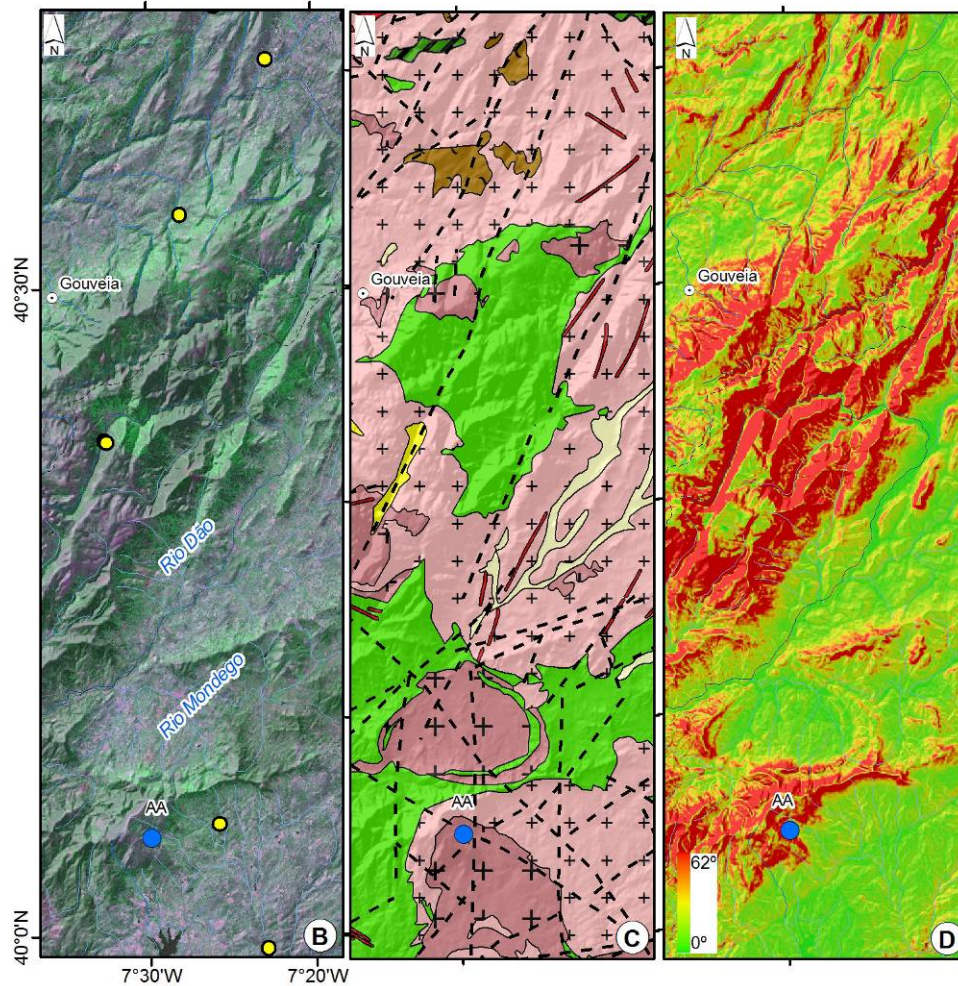 N
N
N
40°30'N
Gouveia
Gouveia
Gouveia
Rio Dão
Rio Mondego
AA
AA
AA
62º
0º
40°0'N
B
C
D
7°30'W
7°20'W